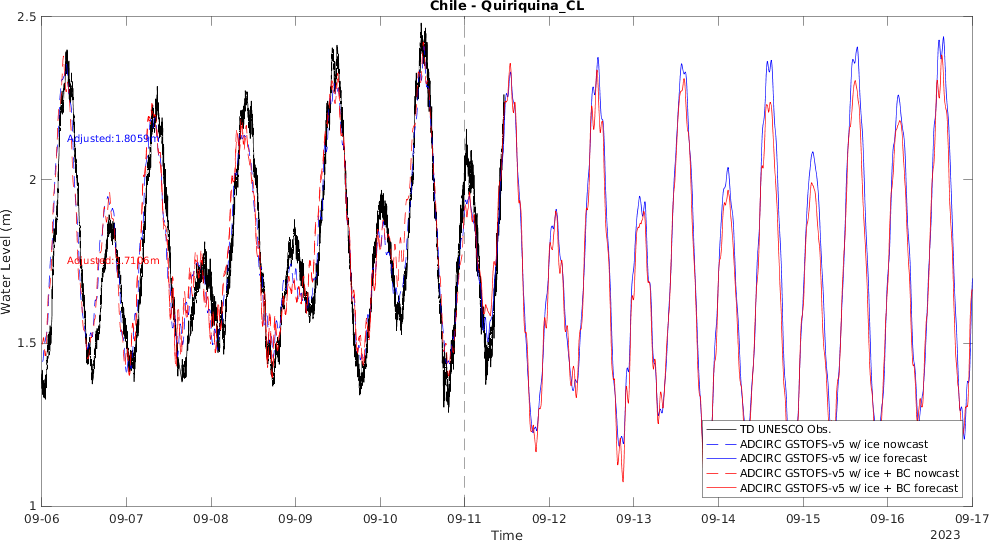 Chile - Quiriquina_CL
2.5
2
1.5
1
Water Level (m)
Adjusted:1.8059m
Adjusted:1.7106m
TD UNESCO Obs.
ADCIRC GSTOFS-v5 w/ ice nowcast
ADCIRC GSTOFS-v5 w/ ice forecast
ADCIRC GSTOFS-v5 w/ ice + BC nowcast
ADCIRC GSTOFS-v5 w/ ice + BC forecast
09-06 09-07 09-08 09-09 09-10 09-11 09-12 09-13 09-14 09-15 09-16 09-17
Time
2023